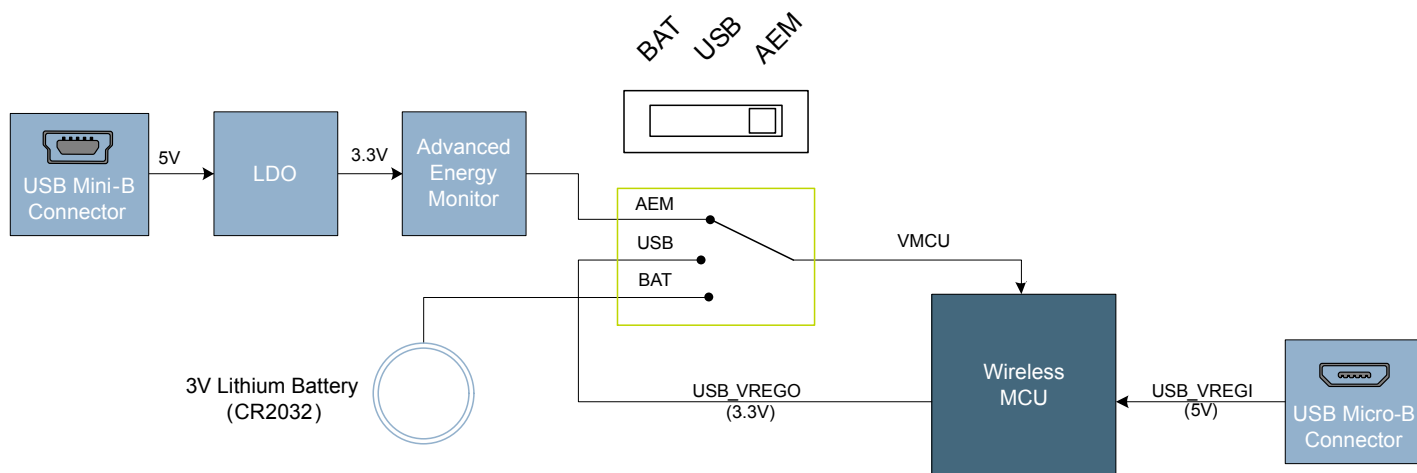 BAT
USB
AEM
USB Mini-B
Connector
5V
LDO
3.3V
Advanced
Energy
Monitor
AEM
USB
BAT
VMCU
3V Lithium Battery
(CR2032)
USB_VREGO
(3.3V)
Wireless
MCU
USB_VREGI
(5V)
USB Micro-B
Connector